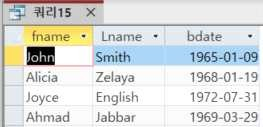 쿼리15
fname Lname bdate
John Smith 1965-01-09
Alicia Zelaya 1968-01-19
Joyce English 1972-07-31
Ahmad Jabbar 1969-03-29